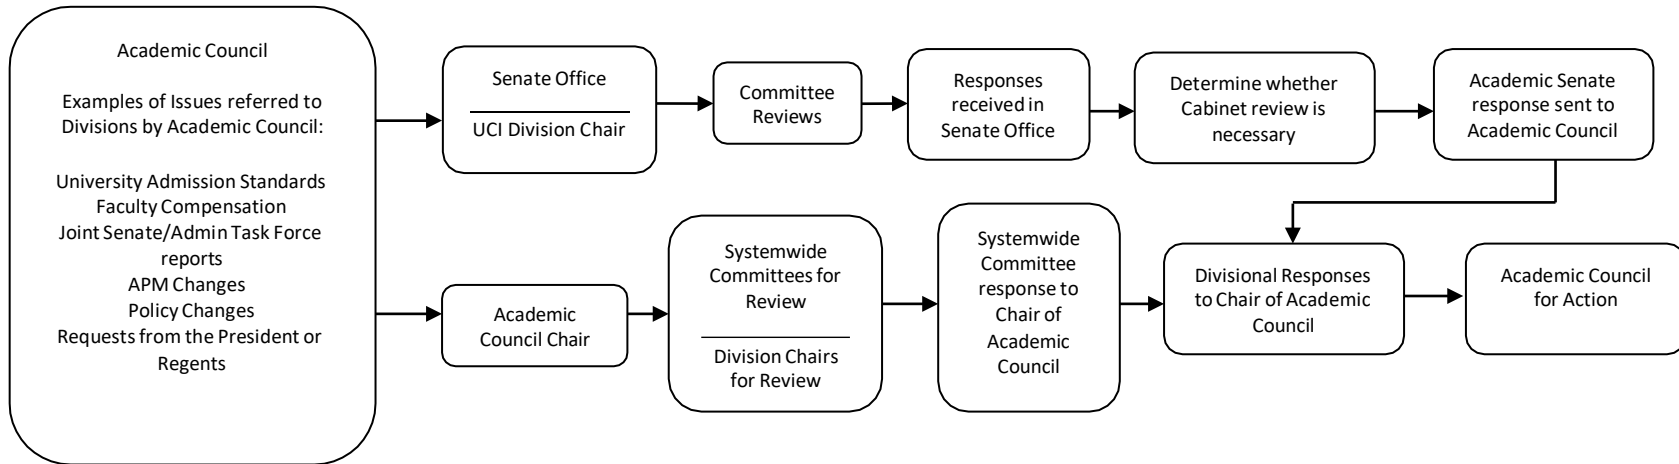 Academic Council
Examples of Issues referred to
Divisions by Academic Council:
University Admission Standards
Faculty Compensation
Joint Senate/Admin Task Force
reports
APM Changes
Policy Changes
Requests from the President or
Regents
Senate Office
UCI Division Chair
Committee
Reviews
Responses
received in
Senate Office
Determine whether
Cabinet review is
necessary
Academic Senate
response sent to
Academic Council
Academic
Council Chair
Systemwide
Committees for
Review
Division Chairs
for Review
Systemwide
Committee
response to
Chair of
Academic
Council
Divisional Responses
to Chair of Academic
Council
Academic Council
for Action